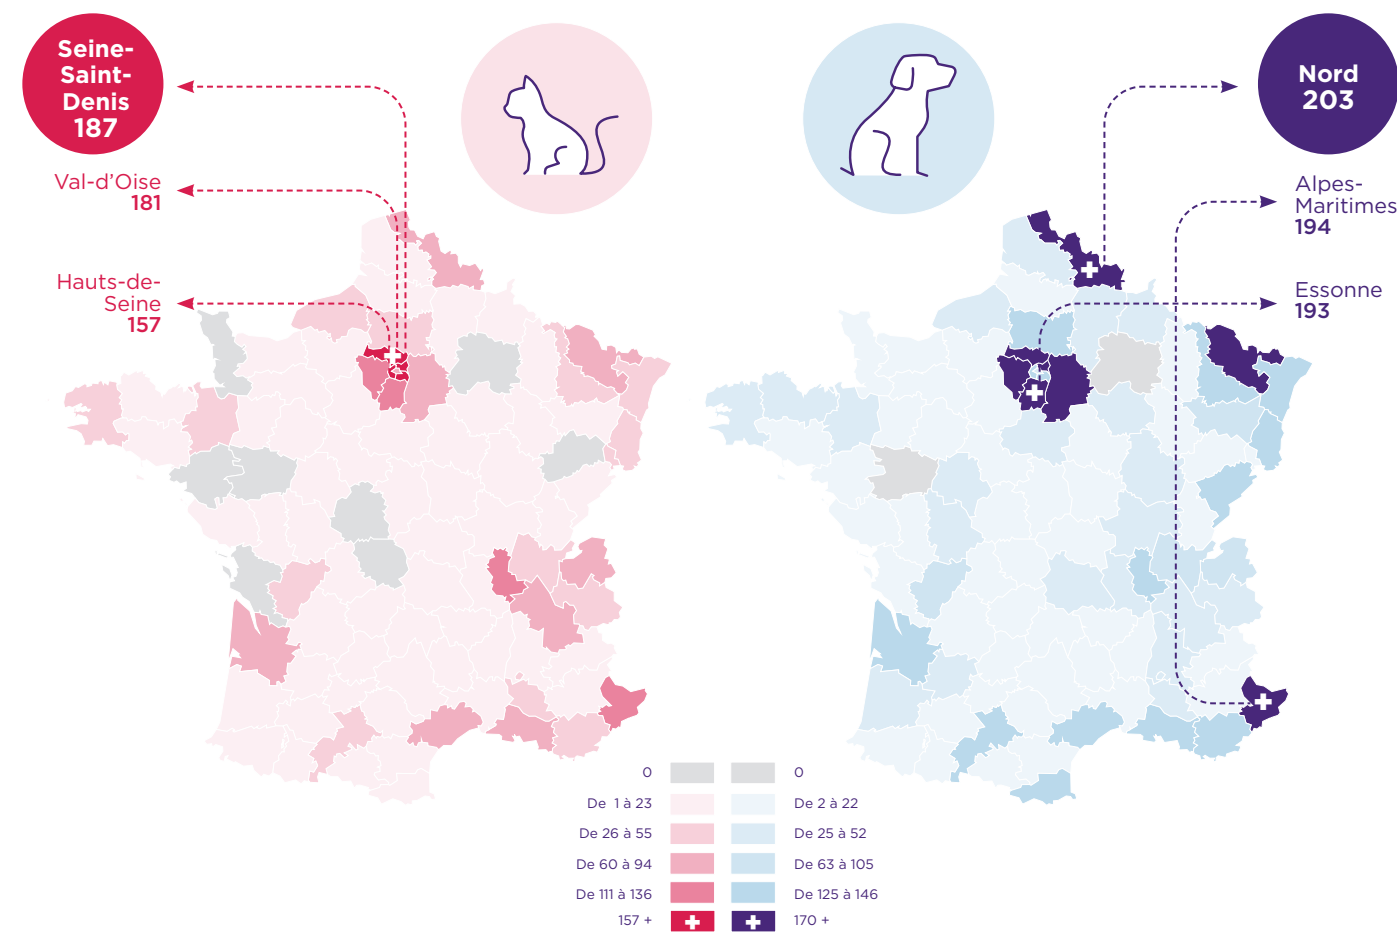 Seine-
Saint-
Denis
187
Val-d'Oise
181
Hauts-de-
Seine
157
Nord
203
Alpes-
Maritimes
194
Essonne
193
0
0
De 1 à 23
De 2 à 22
De 26 à 55
De 25 à 52
De 60 à 94
De 63 à 105
De 111 à 136
De 125 à 146
157 +
170 +